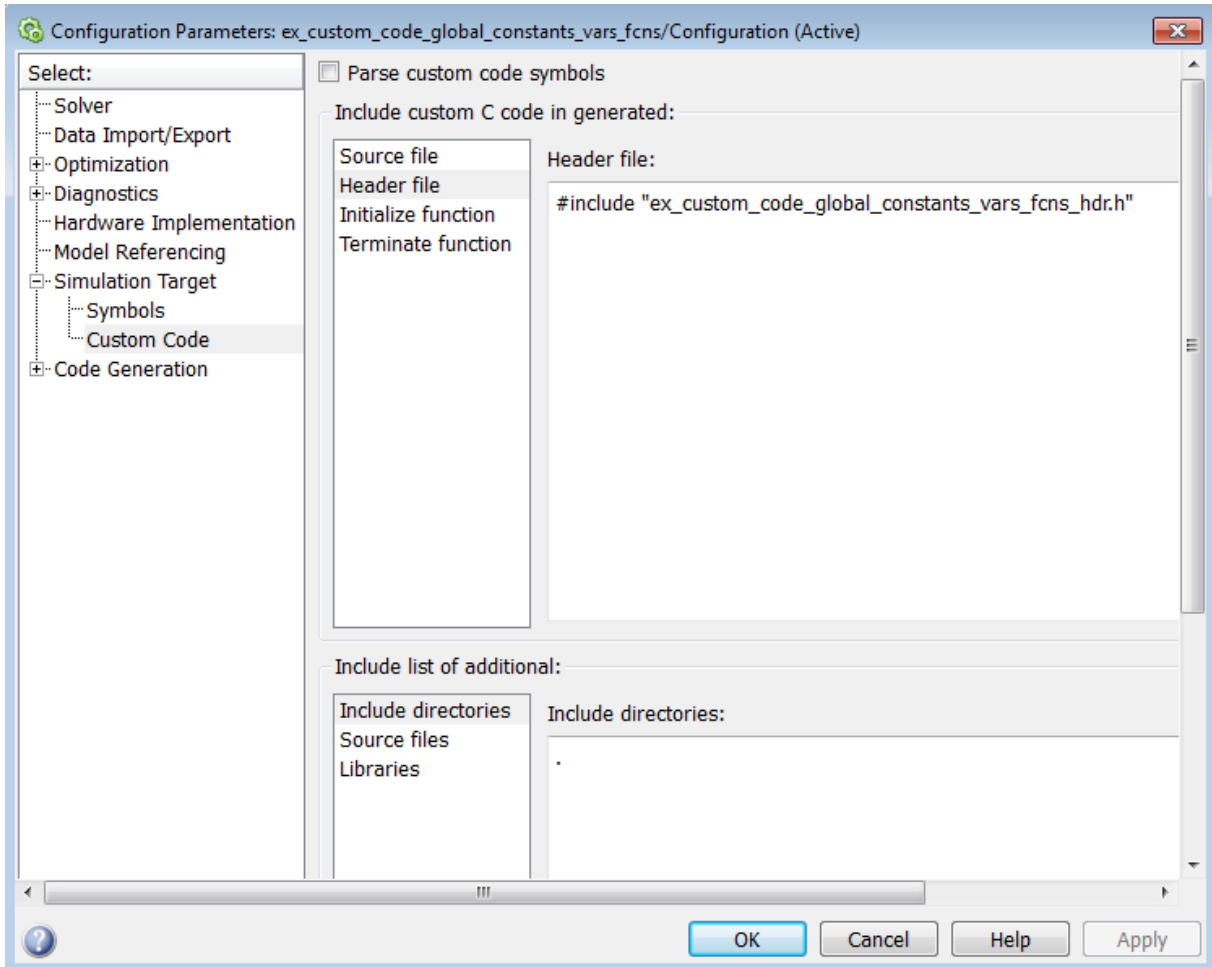 Configuration Parameters: ex_custom_code_global_constants_vars_fcns/Configuration (Active)
Select:
Solver
Data Import/Export
Optimization
Diagnostics
Hardware Implementation
Model Referencing
Simulation Target
Symbols
Custom Code
Code Generation
Parse custom code symbols
Include custom C code in generated:
Source file
Header file
Initialize function
Terminate function
Header file:
#include "ex_custom_code_global_constants_vars_fcns_hdr.h"
Include list of additional:
Include directories
Source files
Libraries
Include directories:
.
OK
Cancel
Help
Apply